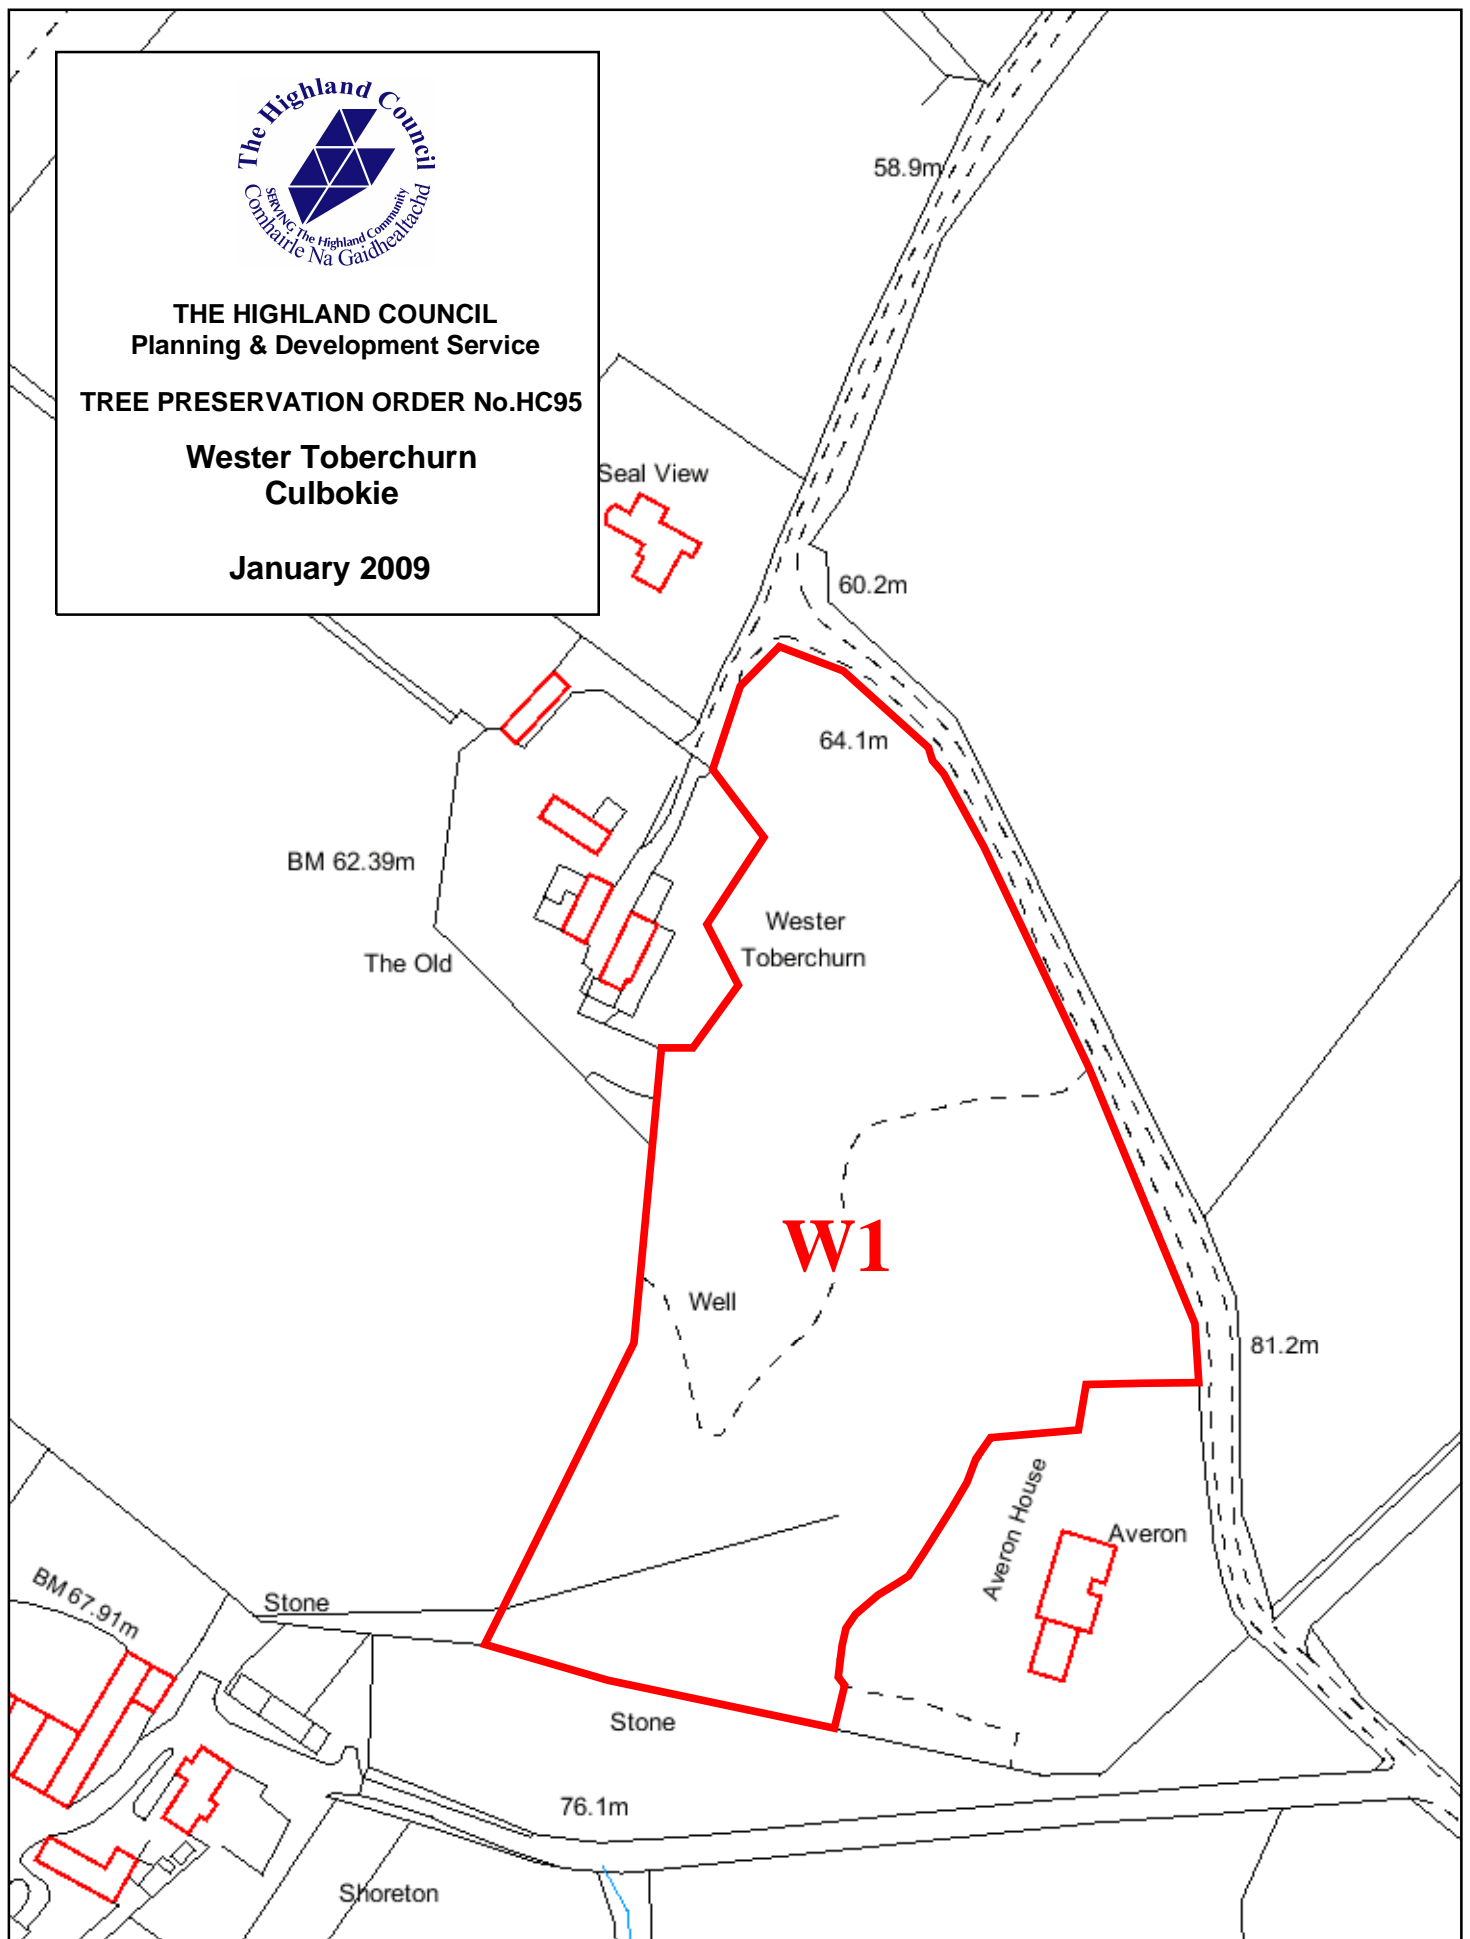 The Highland Council
SERVING The Highland Community
Comhairle Na Gaidhealtachd
THE HIGHLAND COUNCIL
Planning & Development Service
TREE PRESERVATION ORDER No.HC95
Wester Toberchurn
Culbokie
January 2009
58.9m
Seal View
60.2m
64.1m
BM 62.39m
Wester
Toberchurn
The Old
W1
Well
81.2m
Averon House
Averon
BM 67.91m
Stone
Stone
76.1m
Shoreton